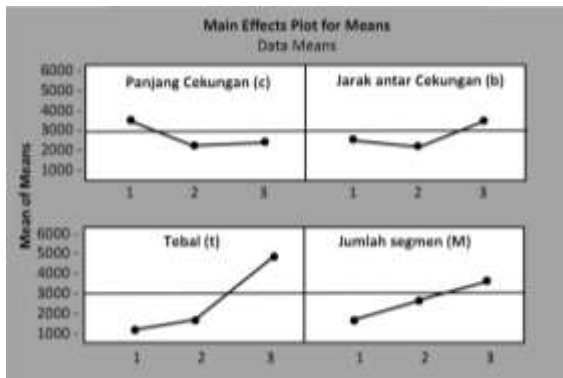 Main Effects Plot for Means
Data Means
Mean of Means
Panjang Cekungan (c)
Jarak antar Cekungan (b)
6000
5000
4000
3000
2000
1000
1 2 3 1 2 3
Tebal (t)
Jumlah segmen (M)
6000
5000
4000
3000
2000
1000
1 2 3 1 2 3